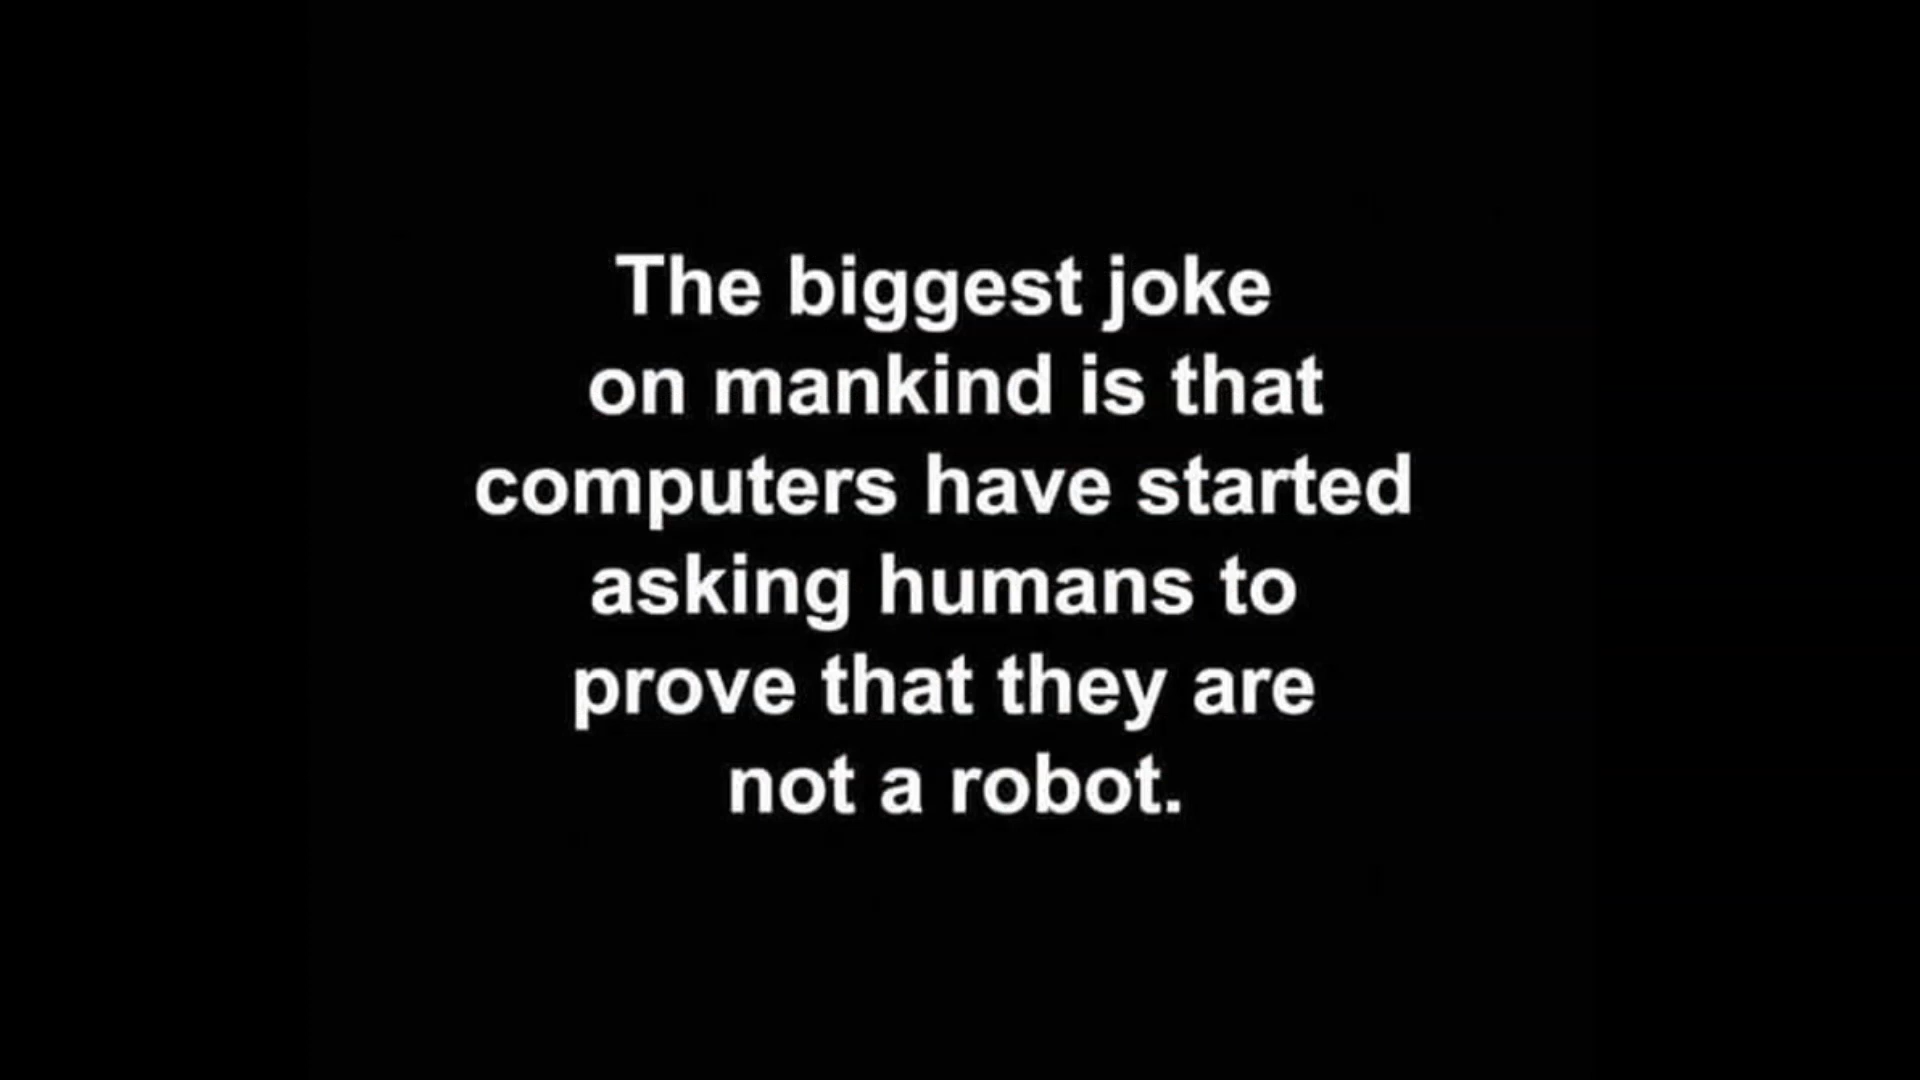 The biggest joke
on mankind is that
computers have started
asking humans to
prove that they are
not a robot.